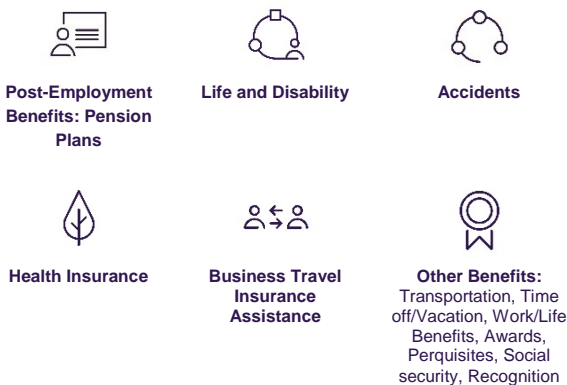 Post-Employment
Benefits: Pension
Plans
Life and Disability
Accidents
Health Insurance
Business Travel
Insurance
Assistance
Other Benefits:
Transportation, Time
off/Vacation, Work/Life
Benefits, Awards,
Perquisites, Social
security, Recognition